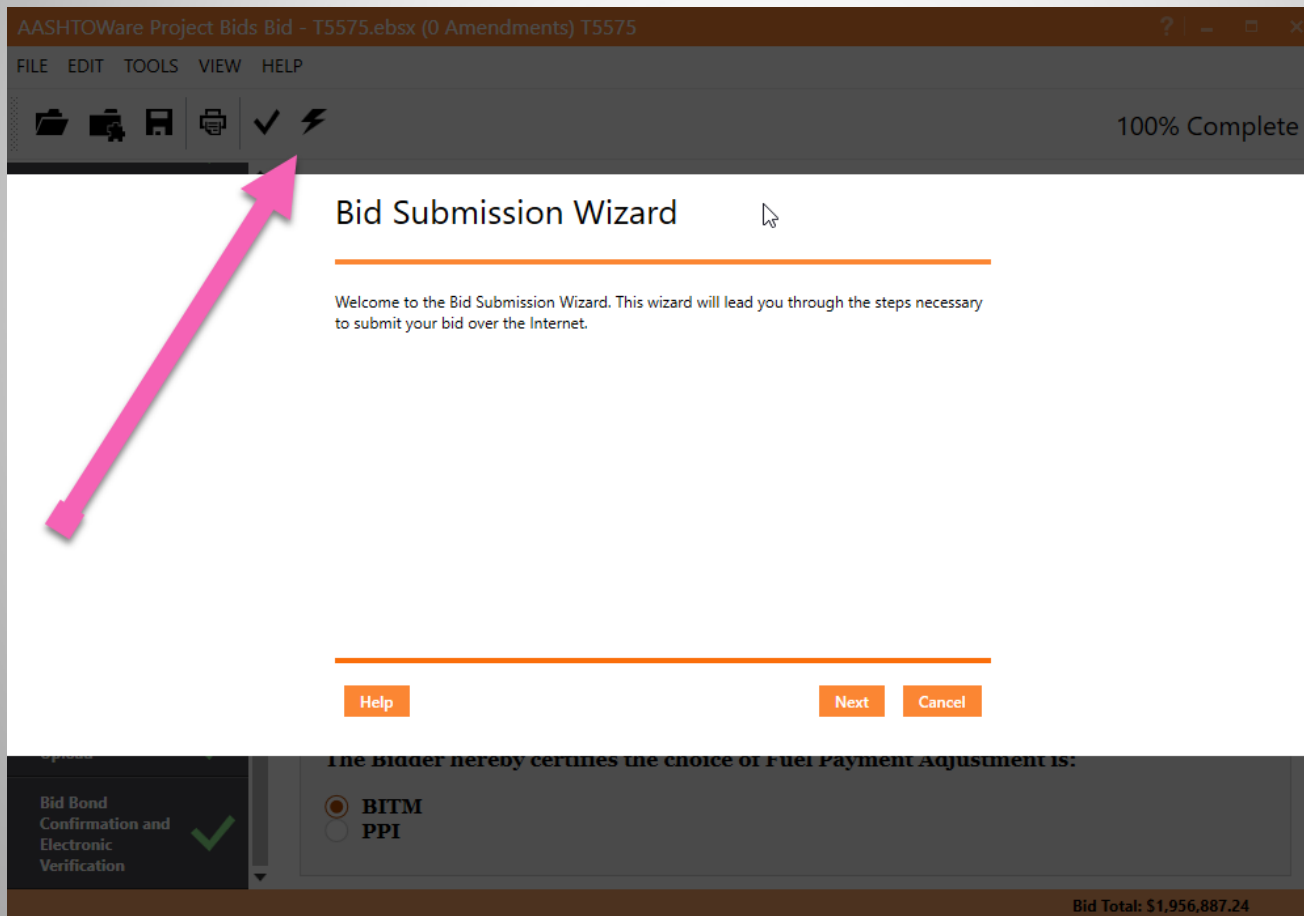 AASHTOWare Project Bids Bid - T5575.ebsx (0 Amendments) T5575
?
FILE EDIT TOOLS VIEW HELP
100% Complete
Bid Submission Wizard
Welcome to the Bid Submission Wizard. This wizard will lead you through the steps necessary
to submit your bid over the Internet.
Help Next Cancel
The Bidder hereby certifies the choice of Fuel Payment Adjustment is:
Bid Bond
Confirmation and
Electronic
Verification
BITM
PPI
Bid Total: $1,956,887.24